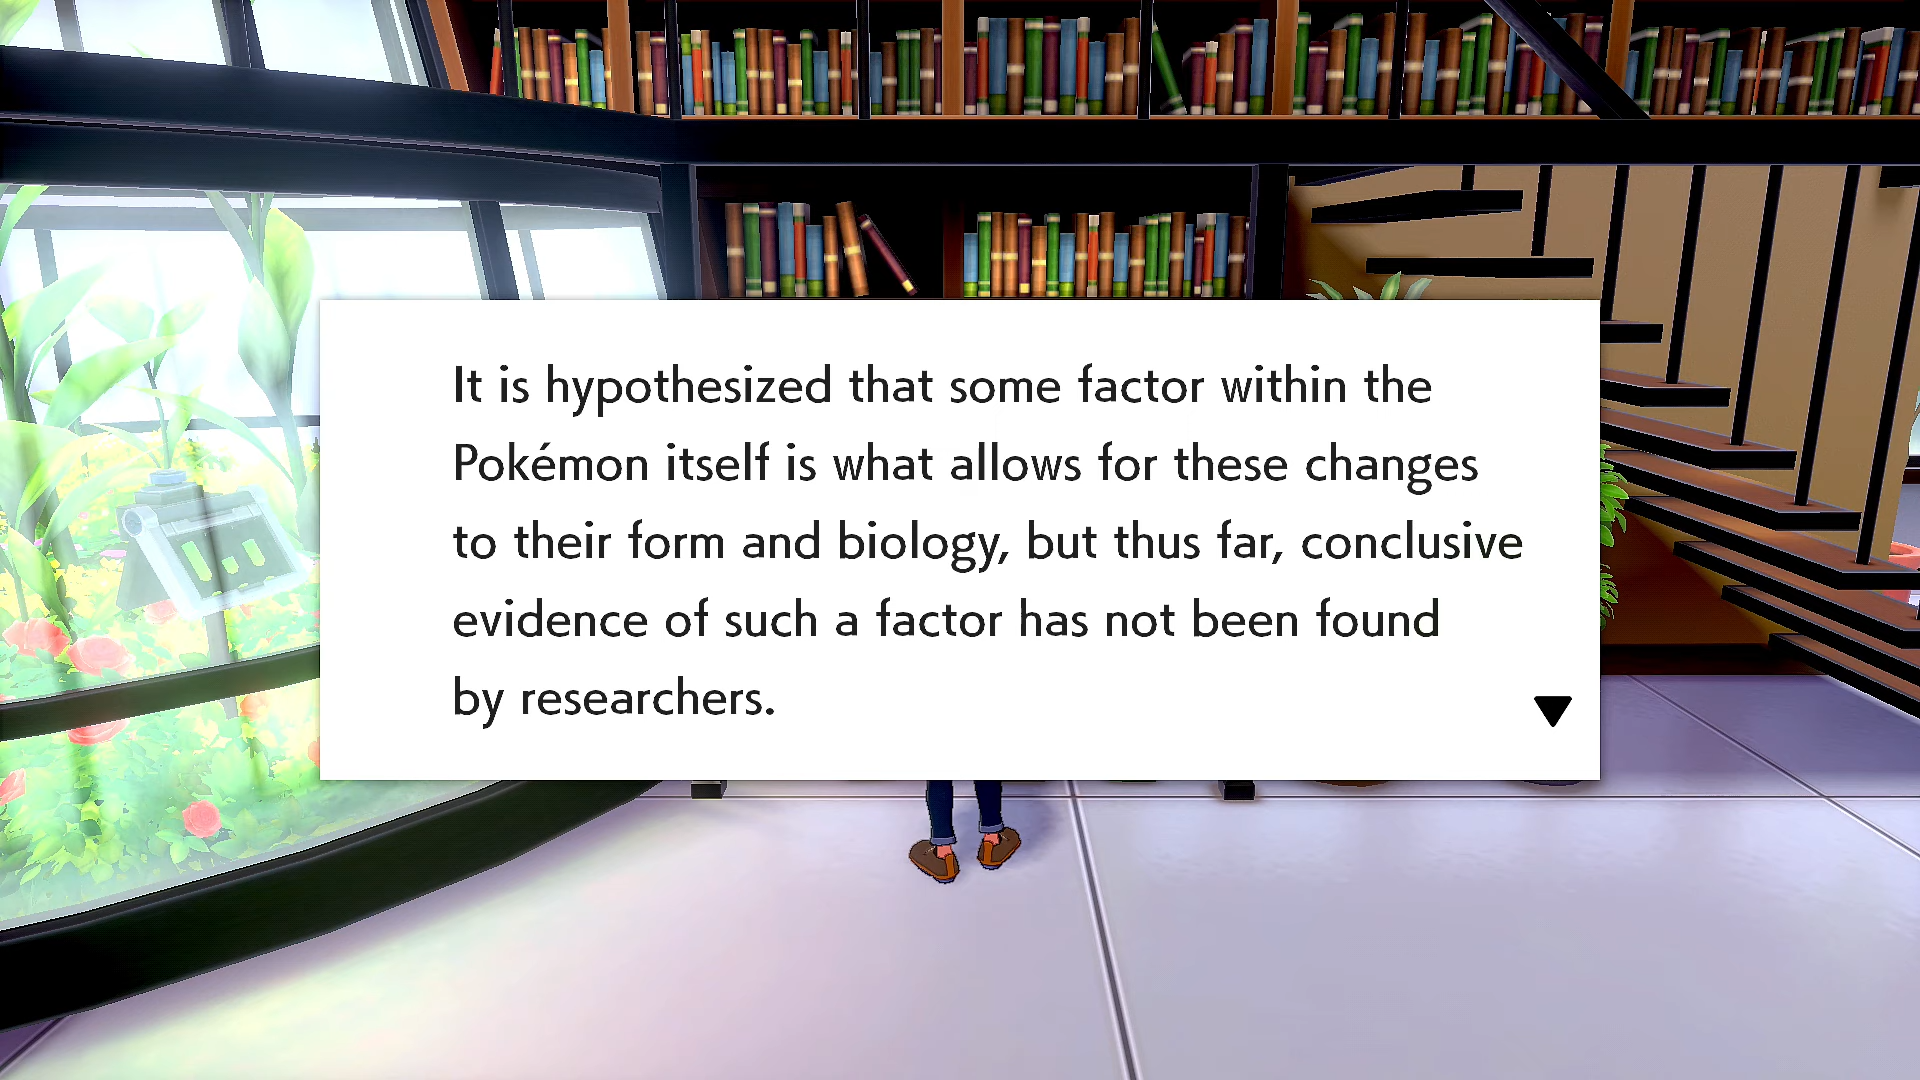 It is hypothesized that some factor within the
Pokémon itself is what allows for these changes
to their form and biology, but thus far, conclusive
evidence of such a factor has not been found
by researchers.